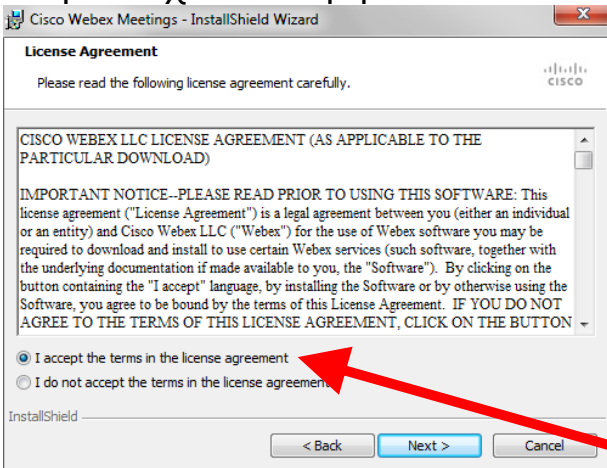 Cisco Webex Meetings - InstallShield Wizard
License Agreement
Please read the following license agreement carefully.
CISCO
CISCO WEBEX LLC LICENSE AGREEMENT (AS APPLICABLE TO THE
PARTICULAR DOWNLOAD)
IMPORTANT NOTICE--PLEASE READ PRIOR TO USING THIS SOFTWARE: This
license agreement ("License Agreement") is a legal agreement between you (either an individual
or an entity) and Cisco Webex LLC ("Webex") for the use of Webex software you may be
required to download and install to use certain Webex services (such software, together with
the underlying documentation if made available to you, the "Software"). By clicking on the
button containing the "I accept" language, by installing the Software or by otherwise using the
Software, you agree to be bound by the terms of this License Agreement. IF YOU DO NOT
AGREE TO THE TERMS OF THIS LICENSE AGREEMENT, CLICK ON THE BUTTON
I accept the terms in the license agreement
I do not accept the terms in the license agreement
InstallShield
< Back Next > Cancel